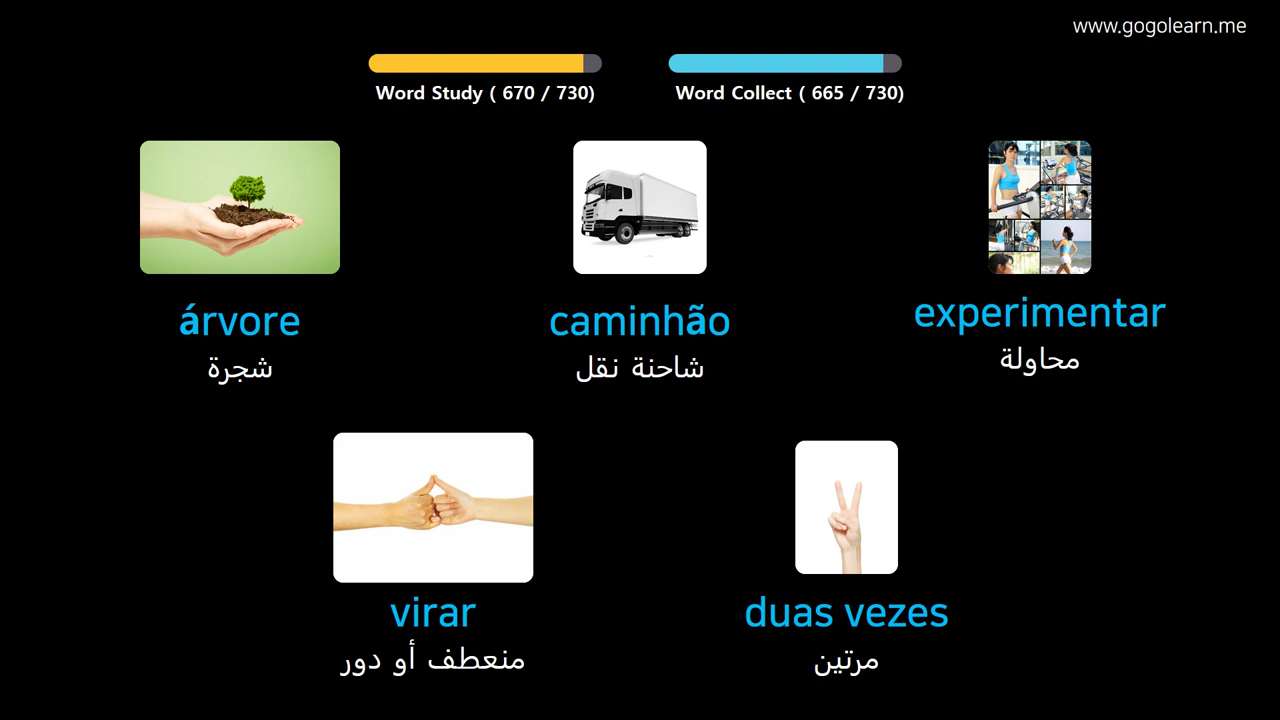 www.gogolearn.me
Word Study ( 670 / 730)
Word Collect ( 665 / 730)
árvore
شجرة
caminhão
شاحنة نقل
experimentar
محاولة
virar
منعطف أو دور
duas vezes
مرتين